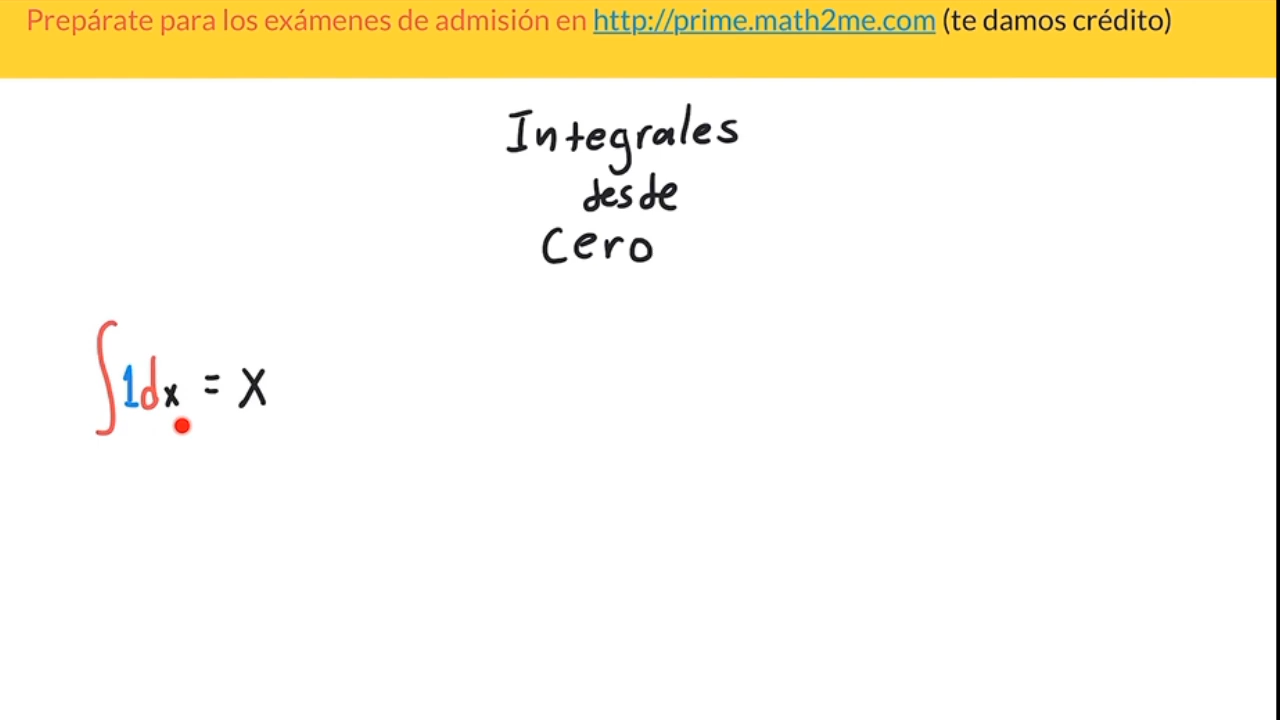 Prepárate para los exámenes de admisión en http://prime.math2me.com (te damos crédito)
Integrales
desde
Cero
∫1dx = x